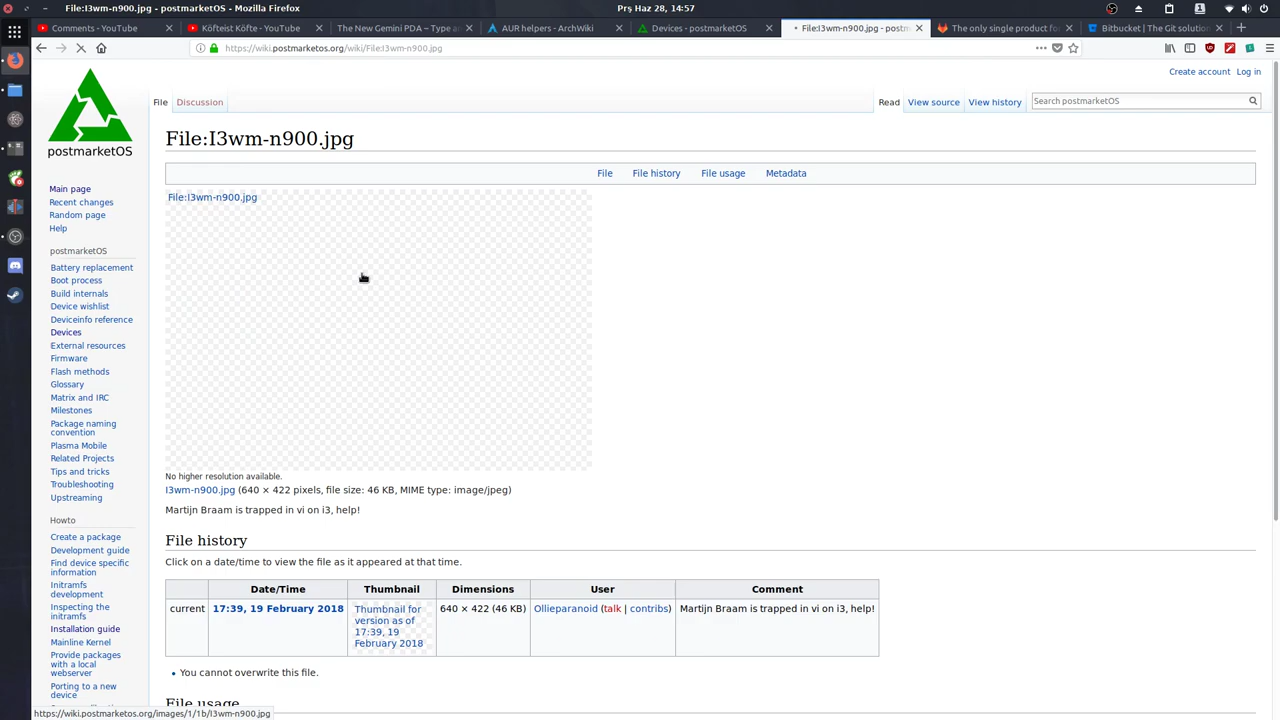 File:I3wm-n900.jpg - postmarketOS - Mozilla Firefox
Prş Haz 28, 14:57
Comments - YouTube
Köfteist Köfte - YouTube
The New Gemini PDA – Type a
AUR helpers - ArchWiki
Devices - postmarketOS
File:I3wm-n900.jpg - postm
The only single product for
Bitbucket | The Git solution
https://wiki.postmarketos.org/wiki/File:I3wm-n900.jpg
Create account Log in
File Discussion
Read View source View history
Search postmarketOS
postmarketOS
File:I3wm-n900.jpg
File File history File usage Metadata
File:I3wm-n900.jpg
No higher resolution available.
I3wm-n900.jpg (640 × 422 pixels, file size: 46 KB, MIME type: image/jpeg)
Martijn Braam is trapped in vi on i3, help!
File history
Click on a date/time to view the file as it appeared at that time.
Date/Time Thumbnail Dimensions User Comment
current 17:39, 19 February 2018
Thumbnail for
version as of
17:39, 19
February 2018
640 × 422 (46 KB)
Ollieparanoid (talk | contribs)
Martijn Braam is trapped in vi on i3, help!
You cannot overwrite this file.
File usage
Main page
Recent changes
Random page
Help
postmarketOS
Battery replacement
Boot process
Build internals
Device wishlist
Deviceinfo reference
Devices
External resources
Firmware
Flash methods
Glossary
Matrix and IRC
Milestones
Package naming
convention
Plasma Mobile
Related Projects
Tips and tricks
Troubleshooting
Upstreaming
Howto
Create a package
Development guide
Find device specific
information
Initramfs
development
Inspecting the
initramfs
Installation guide
Mainline Kernel
Provide packages
with a local
webserver
Porting to a new
device
https://wiki.postmarketos.org/images/1/1b/I3wm-n900.jpg